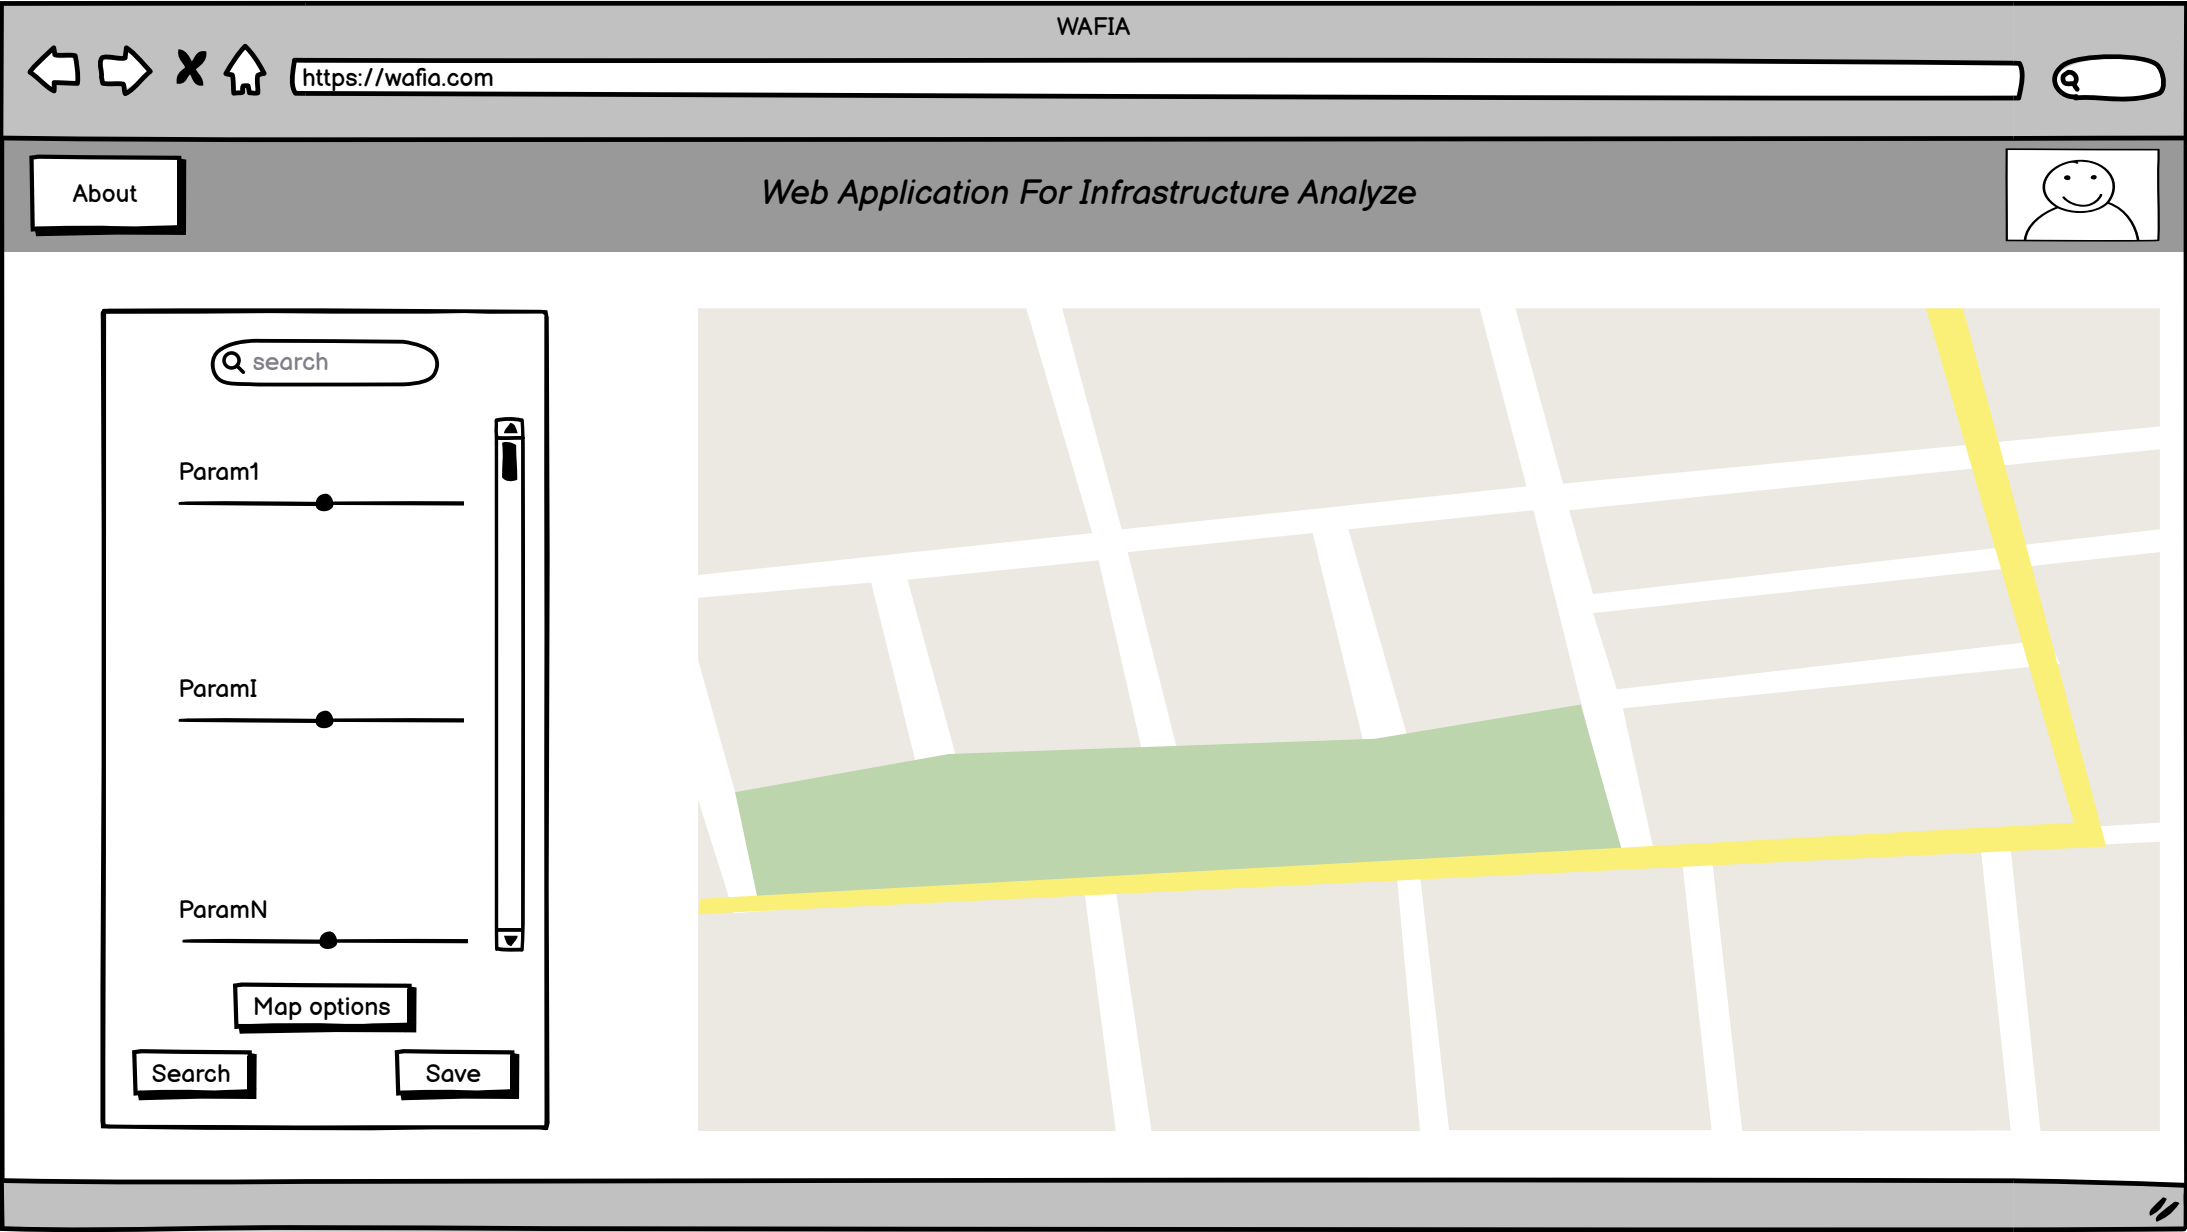 WAFIA
https://wafia.com
About
Web Application For Infrastructure Analyze
search
Param1
ParamI
ParamN
Map options
Search
Save